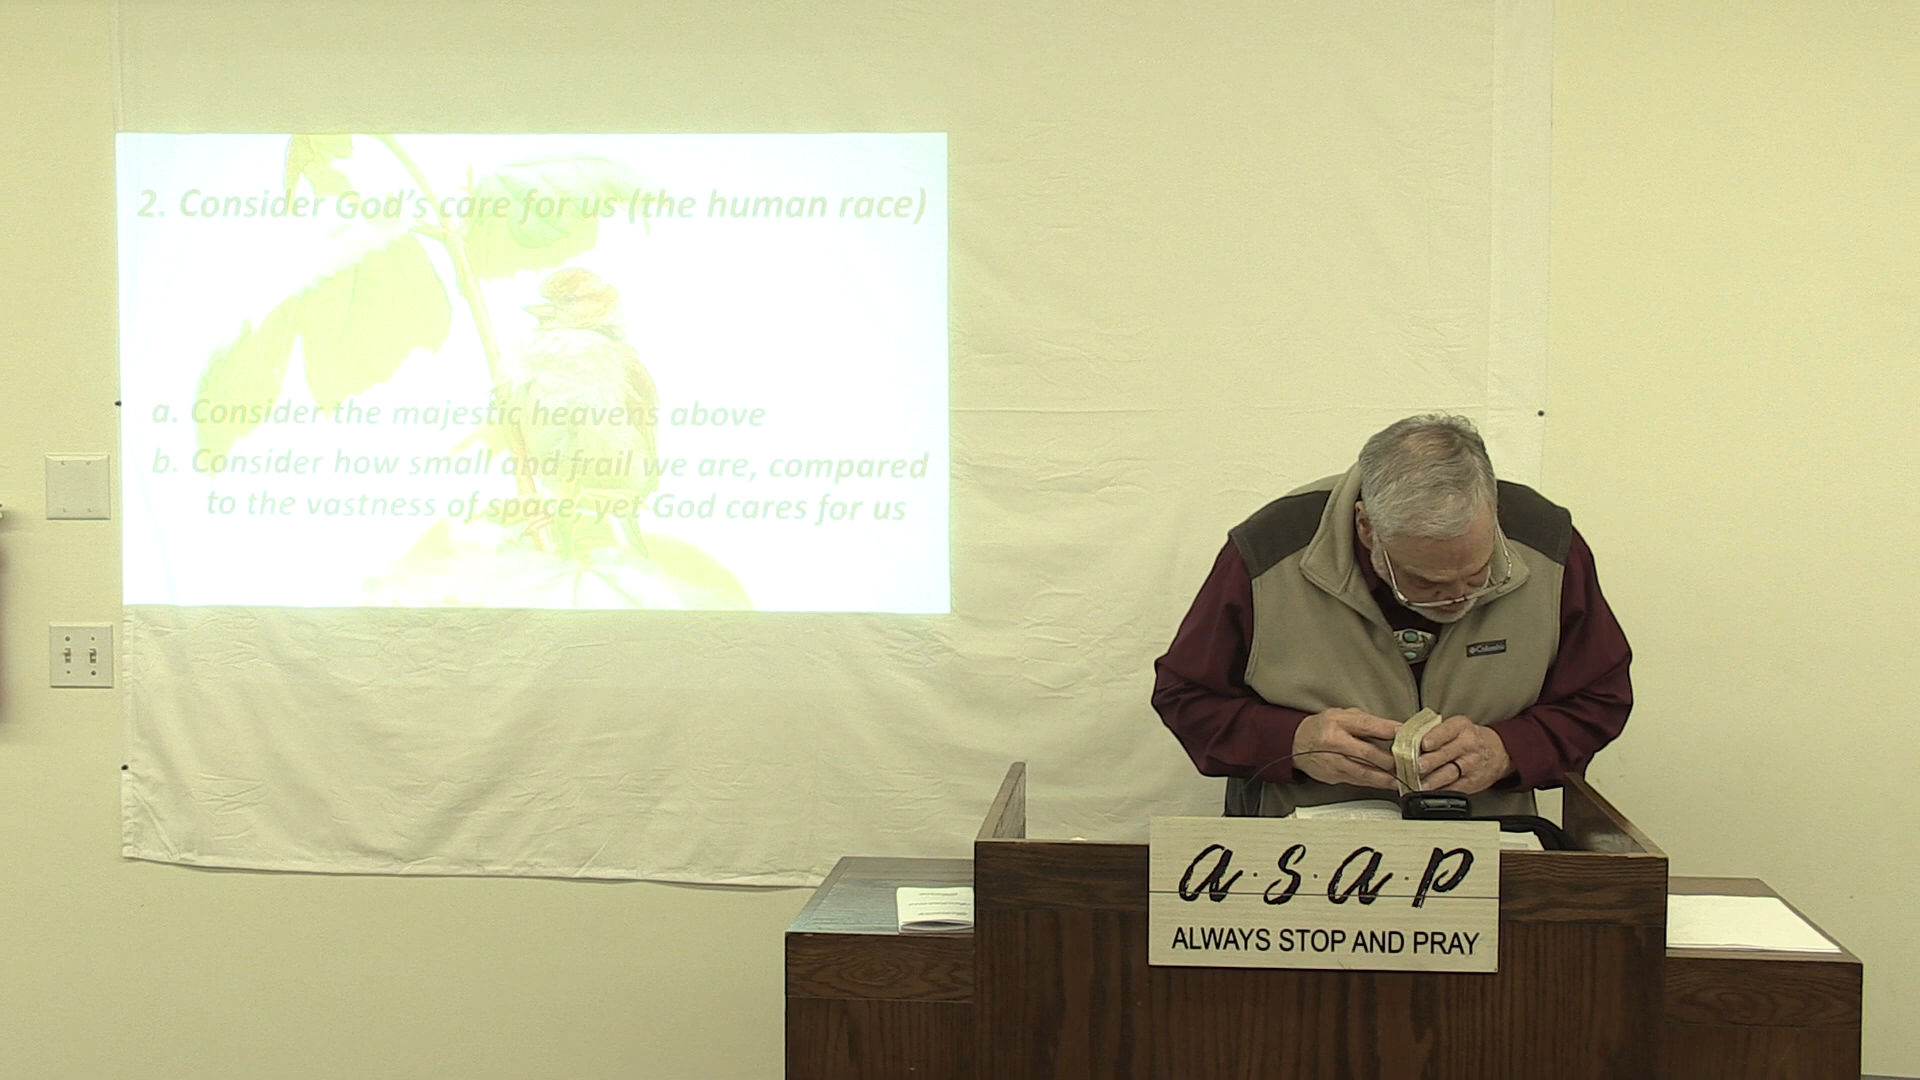 2. Consider God's care for us (the human race)
a. Consider the majestic heavens above
b. Consider how small and frail we are, compared
to the vastness of space, yet God cares for us
Columbia
a·s·a·p
ALWAYS STOP AND PRAY